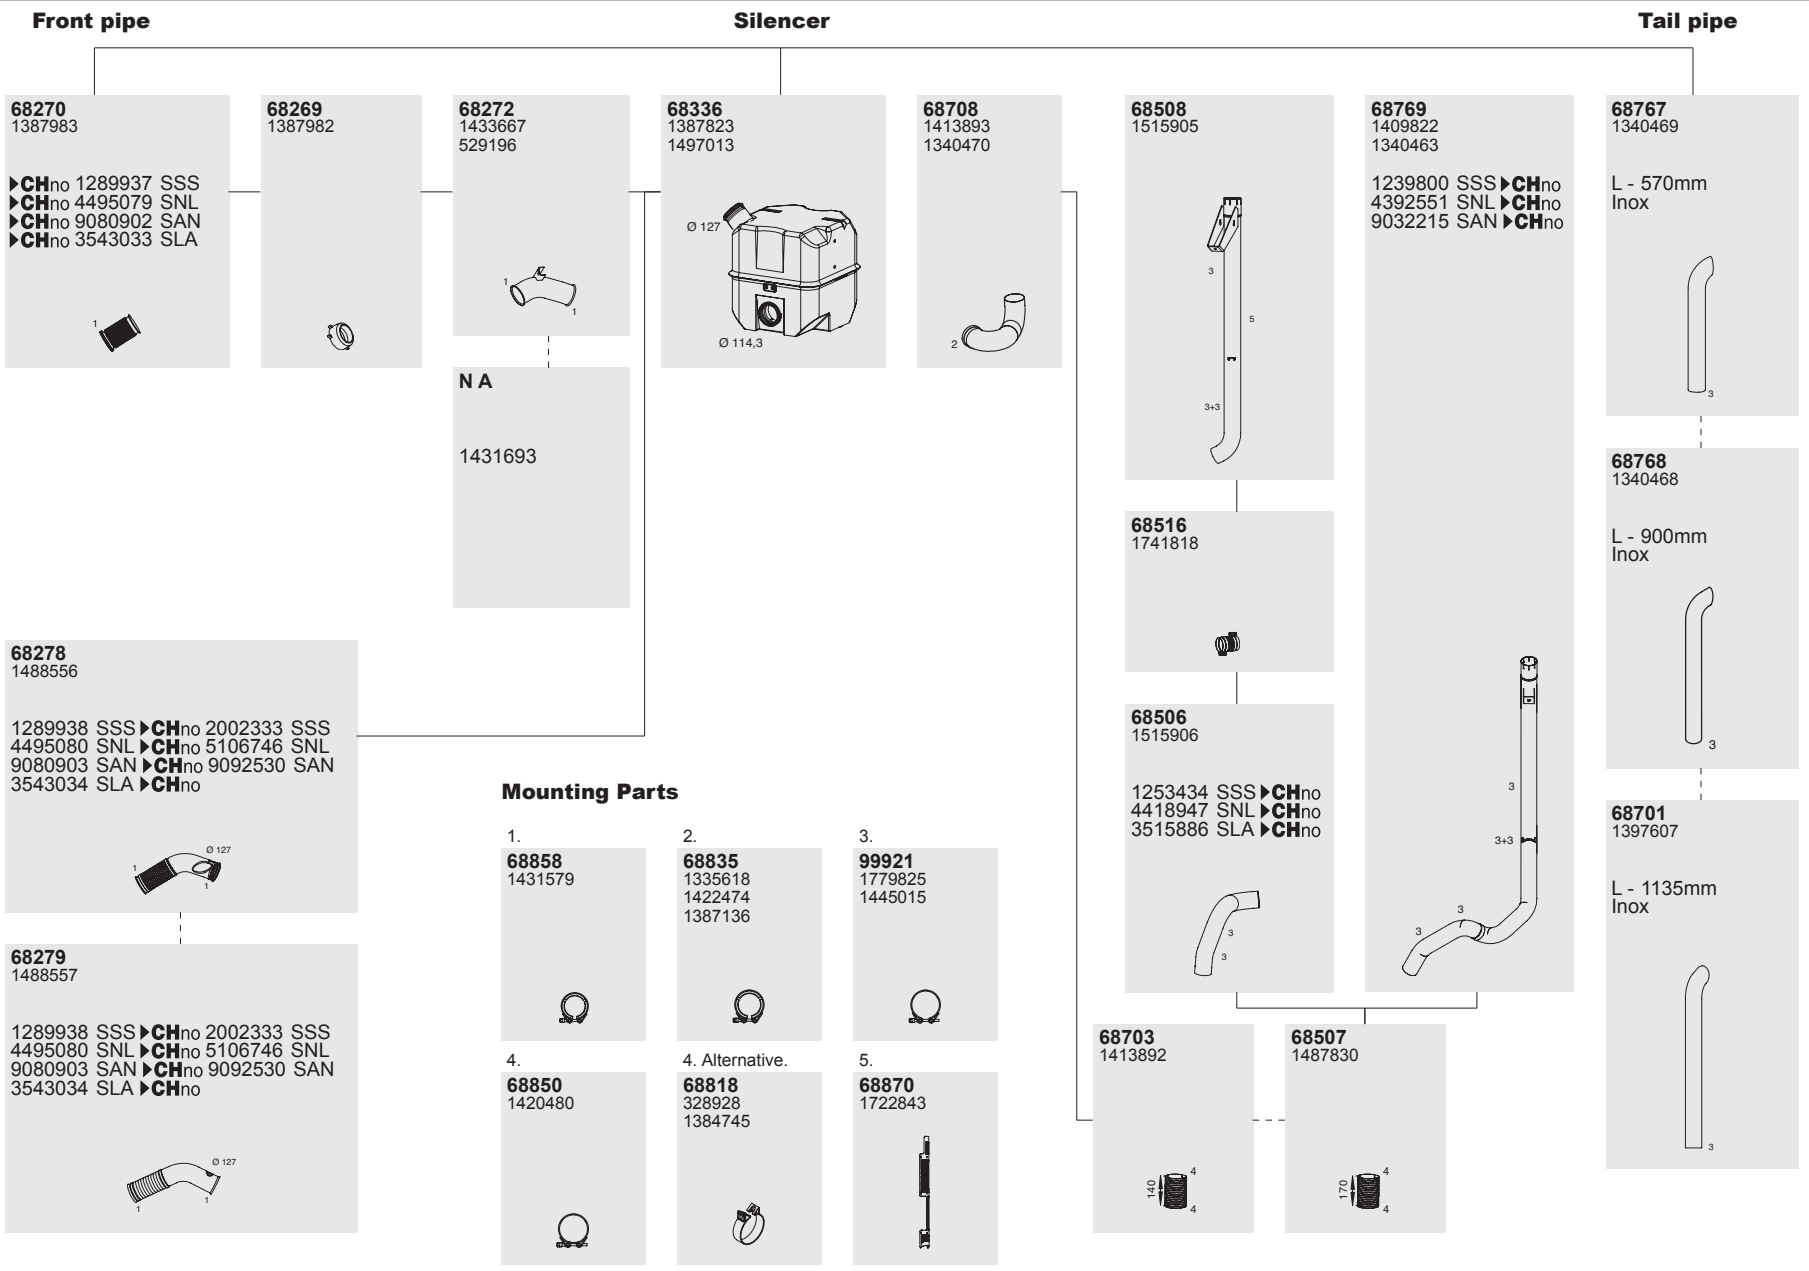 Front pipe
Silencer
Tail pipe
68270
1387983
▶CHno 1289937 SSS
▶CHno 4495079 SNL
▶CHno 9080902 SAN
▶CHno 3543033 SLA
1
68269
1387982
68272
1433667
529196
1
1
N A
1431693
68336
1387823
1497013
Ø 127
Ø 114,3
68708
1413893
1340470
2
68508
1515905
3
5
3+3
68516
1741818
68506
1515906
1253434 SSS ▶CHno
4418947 SNL ▶CHno
3515886 SLA ▶CHno
3
3
68769
1409822
1340463
1239800 SSS ▶CHno
4392551 SNL ▶CHno
9032215 SAN ▶CHno
3
3+3
3
3
68767
1340469
L - 570mm
Inox
3
68768
1340468
L - 900mm
Inox
3
68701
1397607
L - 1135mm
Inox
3
68278
1488556
1289938 SSS ▶CHno 2002333 SSS
4495080 SNL ▶CHno 5106746 SNL
9080903 SAN ▶CHno 9092530 SAN
3543034 SLA ▶CHno
Ø 127
1
1
68279
1488557
1289938 SSS ▶CHno 2002333 SSS
4495080 SNL ▶CHno 5106746 SNL
9080903 SAN ▶CHno 9092530 SAN
3543034 SLA ▶CHno
Ø 127
1
1
Mounting Parts
1.
68858
1431579
2.
68835
1335618
1422474
1387136
3.
99921
1779825
1445015
4.
68850
1420480
4. Alternative.
68818
328928
1384745
5.
68870
1722843
68703
1413892
140
4
4
68507
1487830
170
4
4